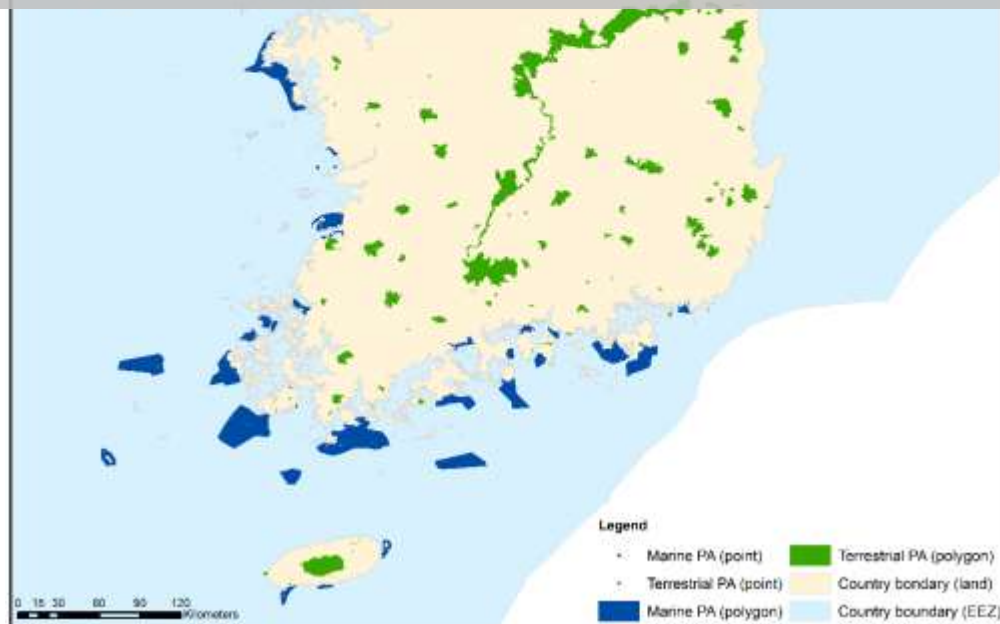 Legend
Marine PA (point)
Terrestrial PA (point)
Marine PA (polygon)
Terrestrial PA (polygon)
Country bondary (land)
Country boundary (EEZ)
0 15 30 60 90 120
Kilometers